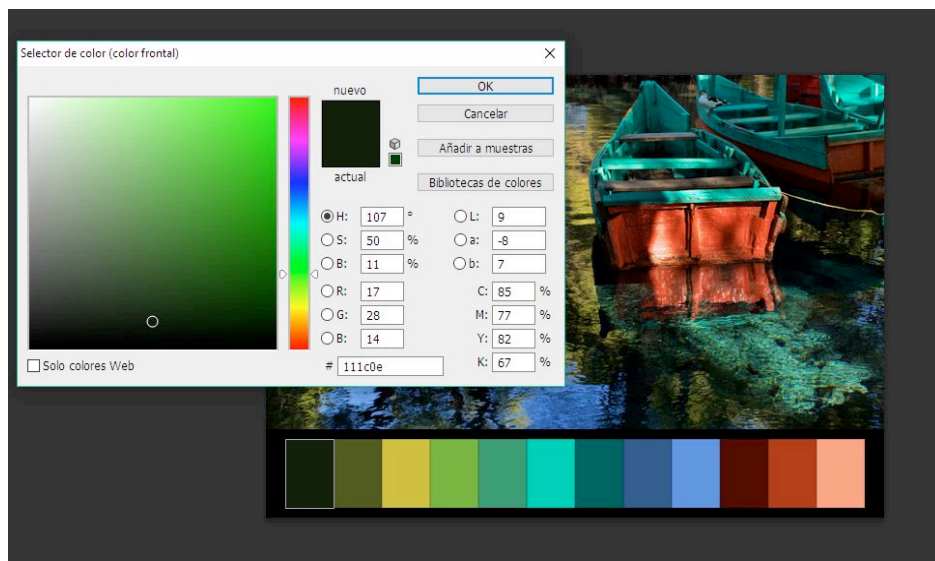 Selector de color (color frontal)
nuevo
actual
OK
Cancelar
Añadir a muestras
Bibliotecas de colores
H: 107 ° L: 9
S: 50 % a: -8
B: 11 % b: 7
R: 17 C: 85 %
G: 28 M: 77 %
B: 14 Y: 82 %
# 111c0e K: 67 %
Solo colores Web